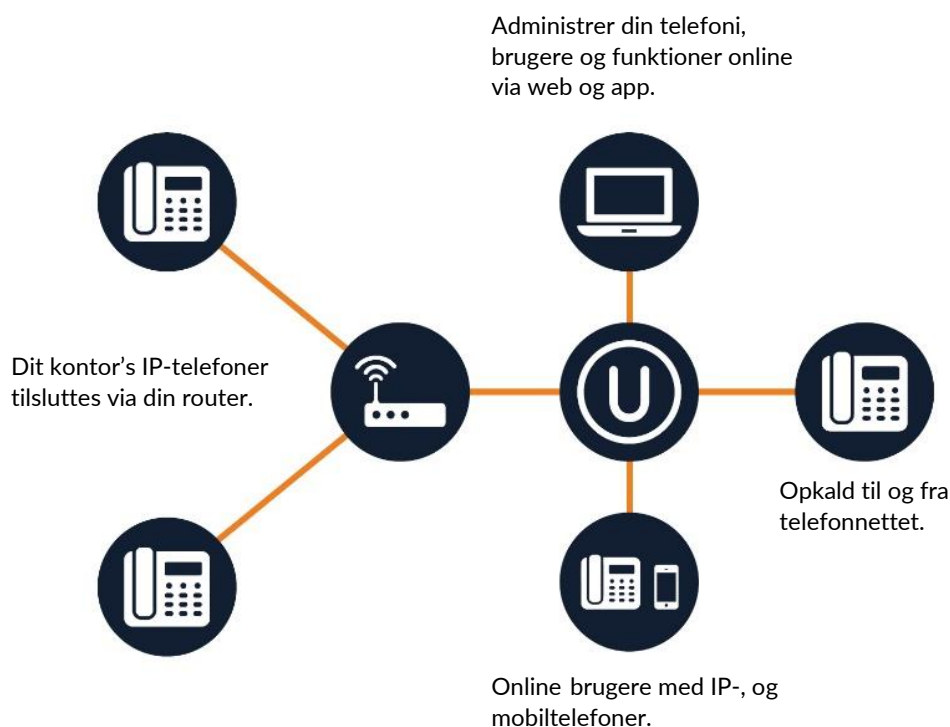 Administrer din telefoni,
brugere og funktioner online
via web og app.
Dit kontor’s IP-telefoner
tilsluttes via din router.
U
Opkald til og fra
telefonnettet.
Online brugere med IP-, og
mobiltelefoner.